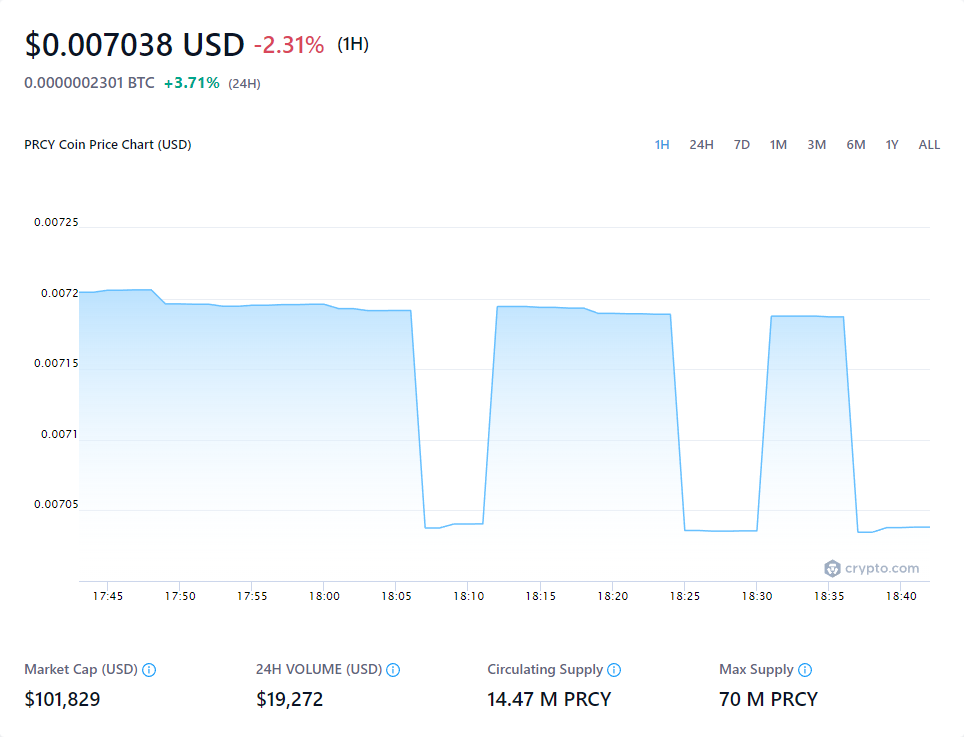 $0.007038 USD -2.31% (1H)
0.0000002301 BTC +3.71% (24H)
PRCY Coin Price Chart (USD) 1H 24H 7D 1M 3M 6M 1Y ALL
0.00725
0.0072
0.00715
0.0071
0.00705
crypto.com
17:45 17:50 17:55 18:00 18:05 18:10 18:15 18:20 18:25 18:30 18:35 18:40
Market Cap (USD) 24H VOLUME (USD) Circulating Supply Max Supply
$101,829 $19,272 14.47 M PRCY 70 M PRCY